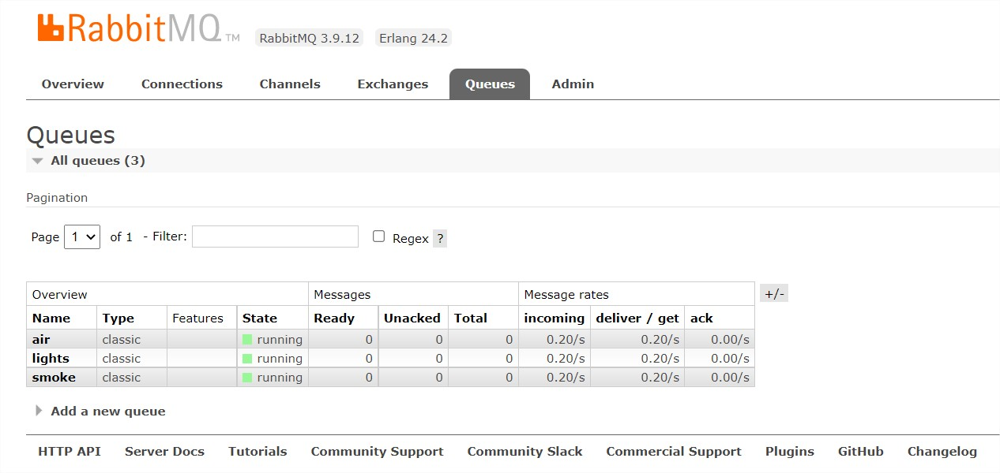 RabbitMQ TM RabbitMQ 3.9.12 Erlang 24.2
Overview Connections Channels Exchanges Queues Admin
Queues
All queues (3)
Pagination
Page 1 of 1 - Filter: Regex ?
Overview Messages Message rates +/-
Name Type Features State Ready Unacked Total incoming deliver / get ack
air classic running 0 0 0 0.20/s 0.20/s 0.00/s
lights classic running 0 0 0 0.20/s 0.20/s 0.00/s
smoke classic running 0 0 0 0.20/s 0.20/s 0.00/s
Add a new queue
HTTP API Server Docs Tutorials Community Support Community Slack Commercial Support Plugins GitHub Changelog